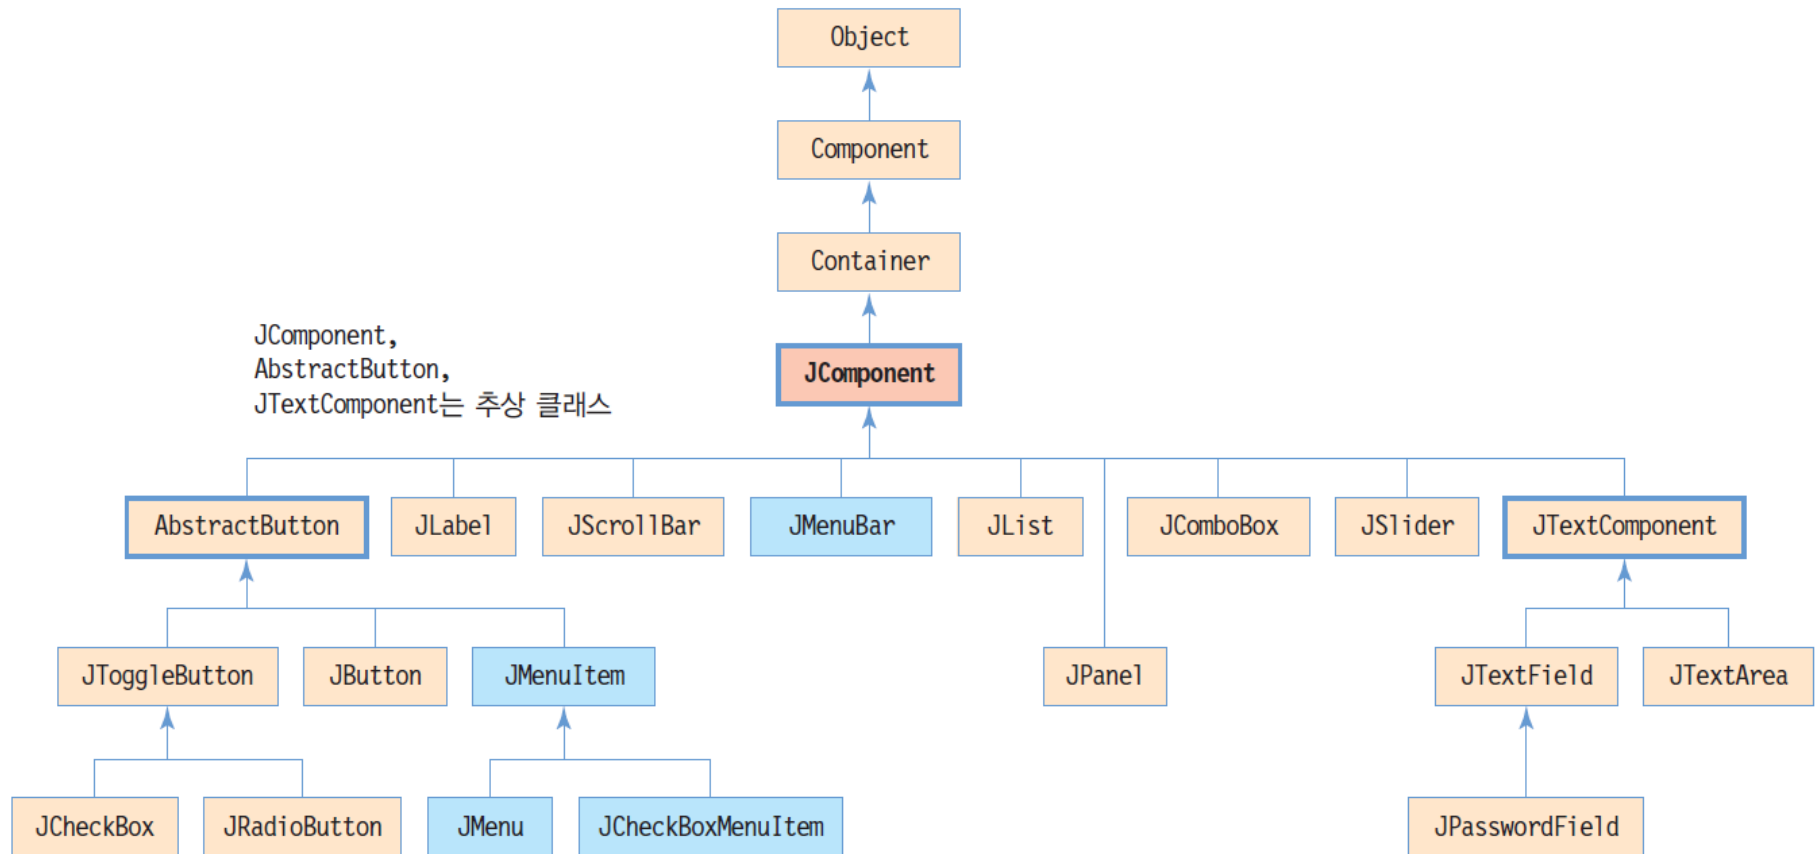 Object
Component
Container
JComponent,
AbstractButton,
JTextComponent는 추상 클래스
JComponent
AbstractButton
JLabel
JScrollBar
JMenuBar
JList
JComboBox
JSlider
JTextComponent
JToggleButton
JButton
JMenuItem
JPanel
JTextField
JTextArea
JCheckBox
JRadioButton
JMenu
JCheckBoxMenuItem
JPasswordField